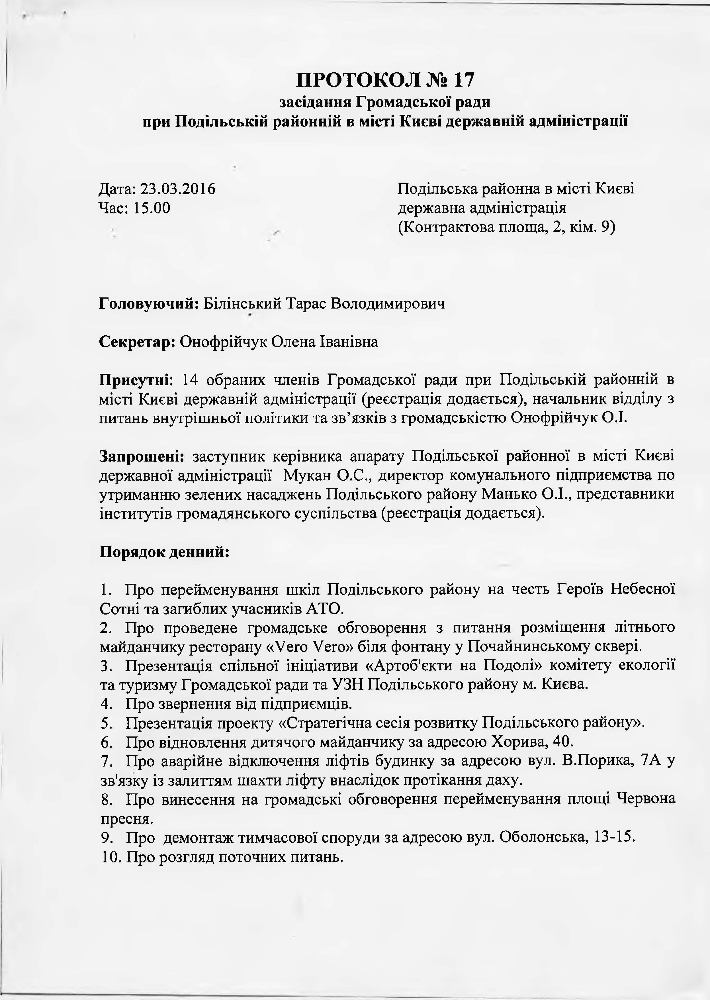 ПРОТОКОЛ № 17
засідання Громадської ради
при Подільській районній в місті Києві державній адміністрації
Дата: 23.03.2016
Час: 15.00
Подільська районна в місті Києві
державна адміністрація
(Контрактова площа, 2, кім. 9)
Головуючий: Білінський Тарас Володимирович
Секретар: Онофрійчук Олена Іванівна
Присутні: 14 обраних членів Громадської ради при Подільській районній в
місті Києві державній адміністрації (реєстрація додається), начальник відділу з
питань внутрішньої політики та зв’язків з громадськістю Онофрійчук О.І.
Запрошені: заступник керівника апарату Подільської районної в місті Києві
державної адміністрації Мукан О.С., директор комунального підприємства по
утриманню зелених насаджень Подільського району Манько О.І., представники
інститутів громадянського суспільства (реєстрація додається).
Порядок денний:
1. Про перейменування шкіл Подільського району на честь Героїв Небесної
Сотні та загиблих учасників АТО.
2. Про проведене громадське обговорення з питання розміщення літнього
майданчику ресторану «Vero Vero» біля фонтану у Почайнинському сквері.
3. Презентація спільної ініціативи «Артоб'єкти на Подолі» комітету екології
та туризму Громадської ради та УЗН Подільського району м. Києва.
4. Про звернення від підприємців.
5. Презентація проекту «Стратегічна сесія розвитку Подільського району».
6. Про відновлення дитячого майданчику за адресою Хорива, 40.
7. Про аварійне відключення ліфтів будинку за адресою вул. В.Порика, 7А у
зв'язку із залиттям шахти ліфту внаслідок протікання даху.
8. Про винесення на громадські обговорення перейменування площі Червона
пресня.
9. Про демонтаж тимчасової споруди за адресою вул. Оболонська, 13-15.
10. Про розгляд поточних питань.